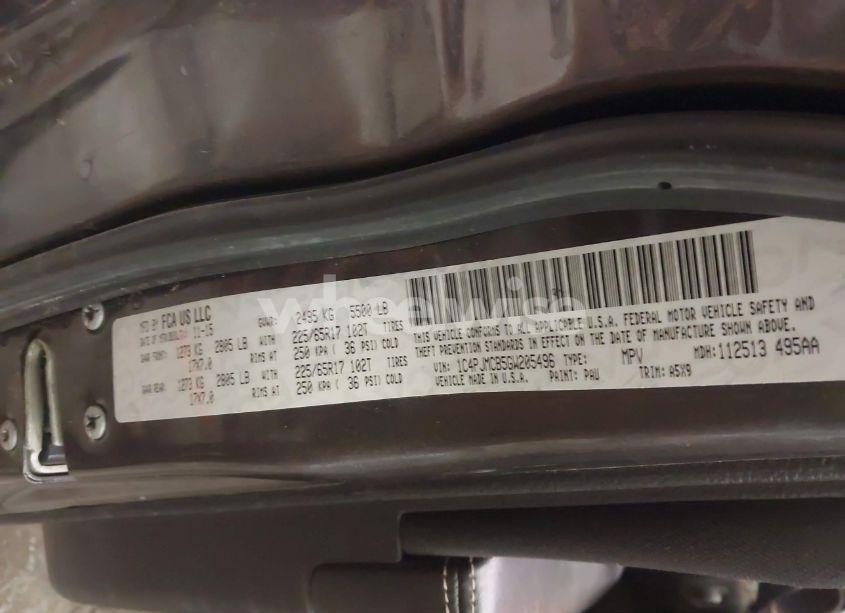 MFD BY FCA US LLC
DATE OF MFR 11-15 GVWR: 2495 KG 5500 LB
GAWR FRONT: 1273 KG 2805 LB WITH 225/65R17 102T TIRES
17X7.0 RIMS AT 250 KPA ( 36 PSI) COLD
GAWR REAR: 1273 KG 2805 LB WITH 225/65R17 102T TIRES
17X7.0 RIMS AT 250 KPA ( 36 PSI) COLD
THIS VEHICLE CONFORMS TO ALL APPLICABLE U.S.A. FEDERAL MOTOR VEHICLE SAFETY AND
THEFT PREVENTION STANDARDS IN EFFECT ON THE DATE OF MANUFACTURE SHOWN ABOVE.
VIN: 1C4PJMCB5GW205496 TYPE: MPV MDH: 112513 495AA
VEHICLE MADE IN U.S.A. PAINT: PAU TRIM: A5X9
wheelwise